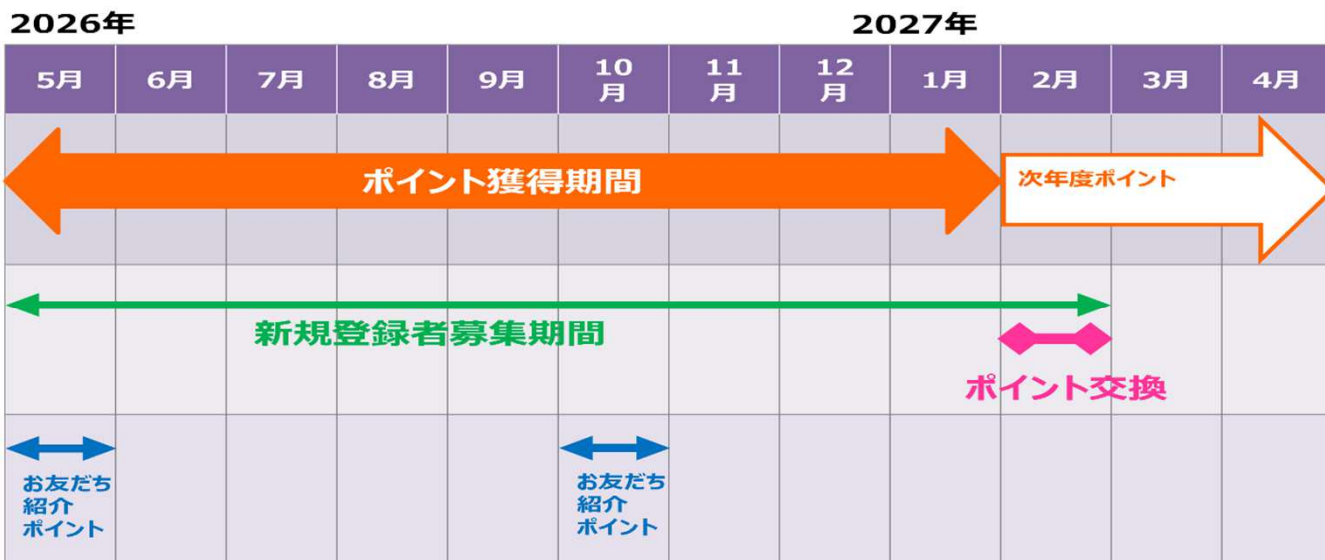 2026年
2027年
5月
6月
7月
8月
9月
10
月
11
月
12
月
1月
2月
3月
4月
ポイント獲得期間
次年度ポイント
新規登録者募集期間
ポイント交換
お友だち
紹介
ポイント
お友だち
紹介
ポイント